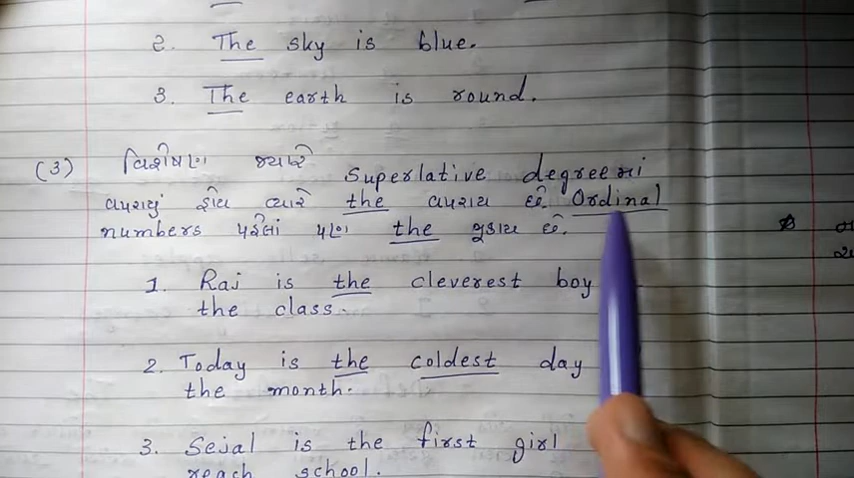 2. The sky is blue.
3. The earth is round.
(3) વિશેષણ જ્યારે superlative degreeમાં
વપરાયું હોય ત્યારે the વપરાય છે. Ordinal
numbers પહેલાં પણ the મુકાય છે.
1. Raj is the cleverest boy
the class.
2. Today is the coldest day
the month.
3. Sejal is the first girl
reach school.